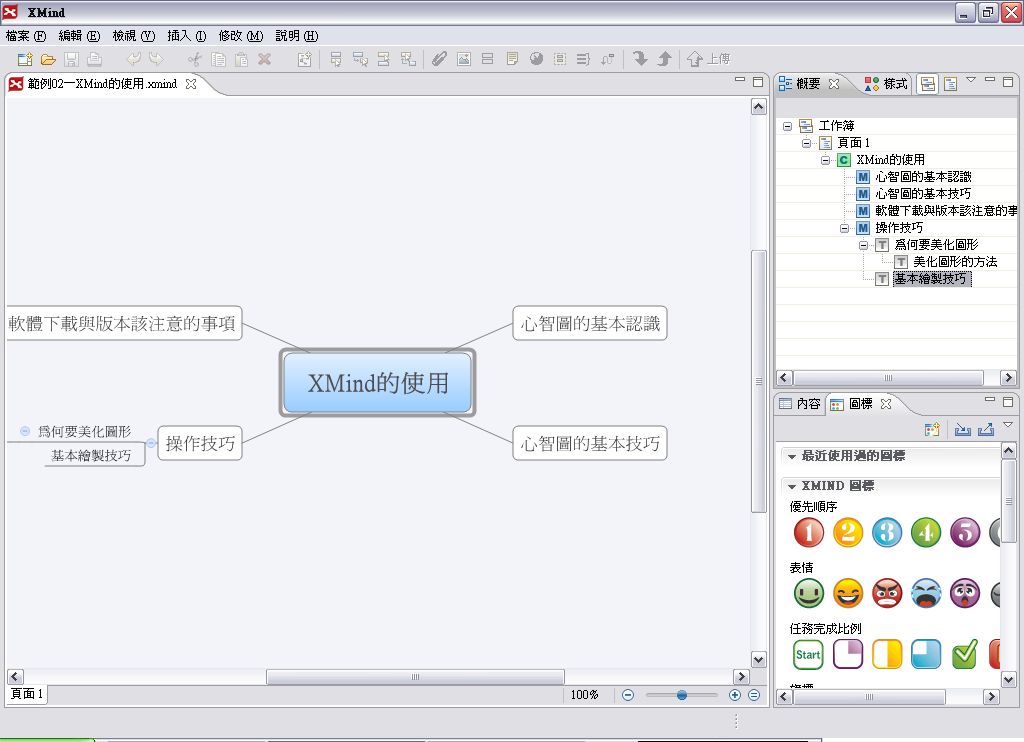 XMind
檔案 (F) 編輯 (E) 檢視 (V) 插入 (I) 修改 (M) 說明 (H)
上傳
範例02—XMind的使用.xmind
軟體下載與版本該注意的事項
心智圖的基本認識
XMind的使用
為何要美化圖形
基本繪製技巧
操作技巧
心智圖的基本技巧
頁面 1
100%
概要 樣式
工作簿
頁面 1
C XMind的使用
M 心智圖的基本認識
M 心智圖的基本技巧
M 軟體下載與版本該注意的事
M 操作技巧
T 為何要美化圖形
T 美化圖形的方法
T 基本繪製技巧
內容 圖標
最近使用過的圖標
XMIND 圖標
優先順序
1 2 3 4 5
表情
任務完成比例
Start